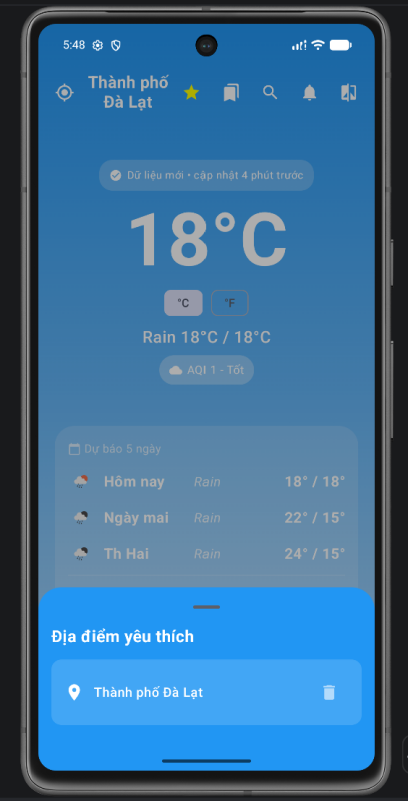 5:48
Thành phố
Đà Lạt
Dữ liệu mới • cập nhật 4 phút trước
18°C
°C °F
Rain 18°C / 18°C
AQI 1 - Tốt
Dự báo 5 ngày
Hôm nay Rain 18° / 18°
Ngày mai Rain 22° / 15°
Th Hai Rain 24° / 15°
Địa điểm yêu thích
Thành phố Đà Lạt